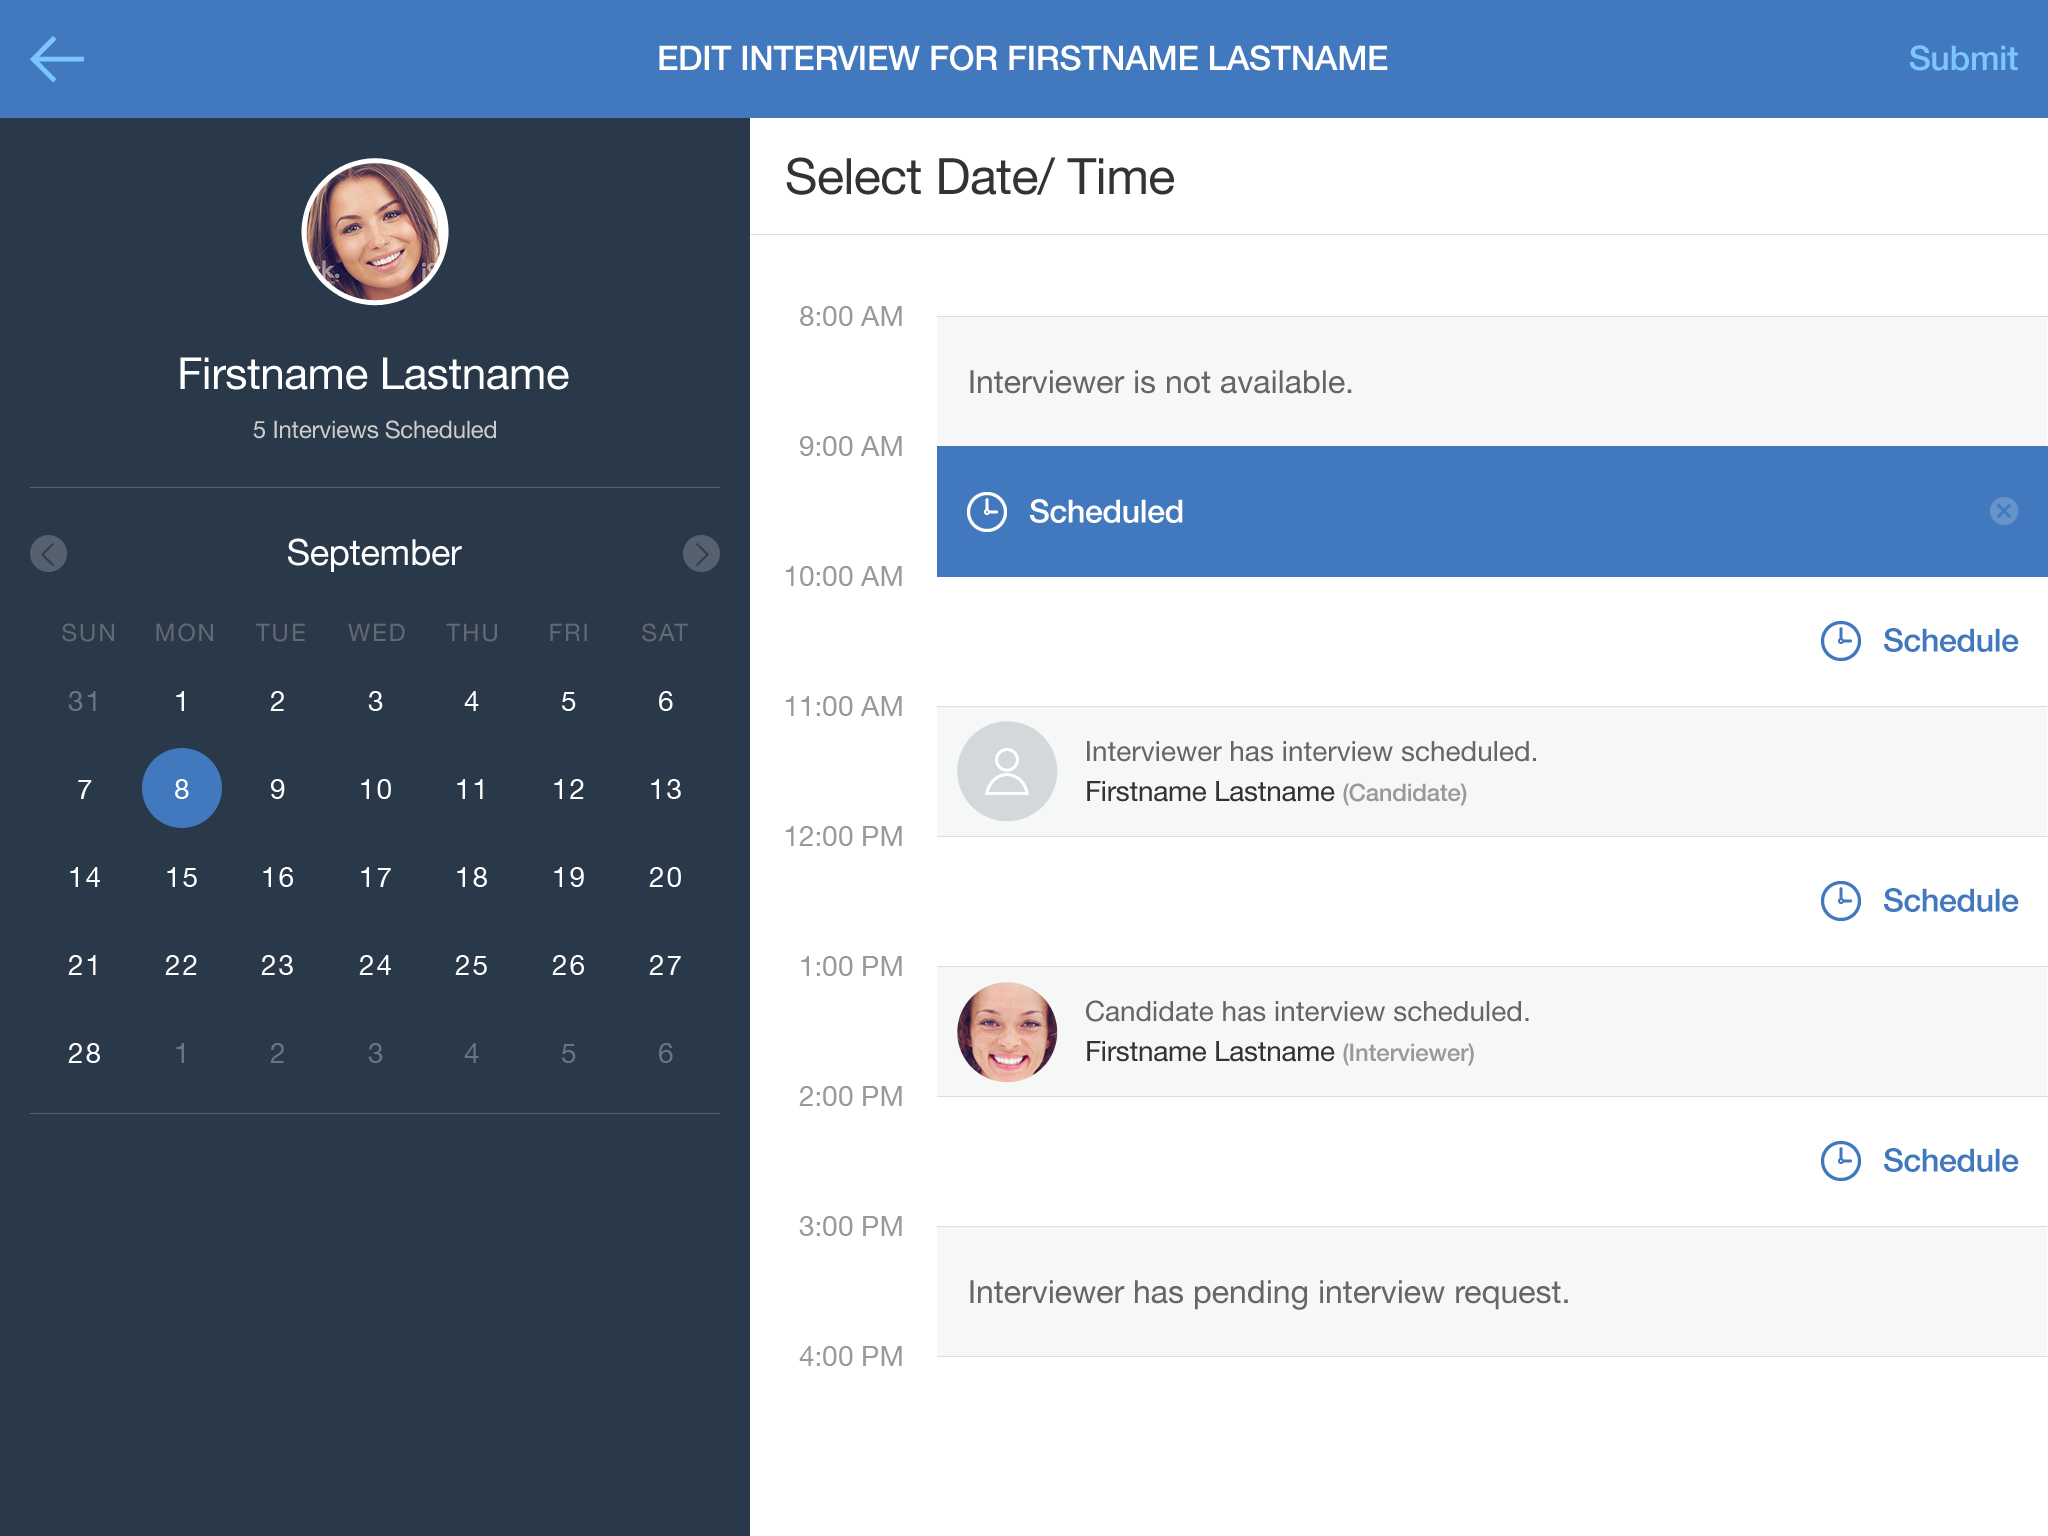 EDIT INTERVIEW FOR FIRSTNAME LASTNAME
Submit
Firstname Lastname
5 Interviews Scheduled
September
SUN MON TUE WED THU FRI SAT
31 1 2 3 4 5 6
7 8 9 10 11 12 13
14 15 16 17 18 19 20
21 22 23 24 25 26 27
28 1 2 3 4 5 6
Select Date/ Time
8:00 AM
Interviewer is not available.
9:00 AM
Scheduled
10:00 AM
Schedule
11:00 AM
Interviewer has interview scheduled.
Firstname Lastname (Candidate)
12:00 PM
Schedule
1:00 PM
Candidate has interview scheduled.
Firstname Lastname (Interviewer)
2:00 PM
Schedule
3:00 PM
Interviewer has pending interview request.
4:00 PM